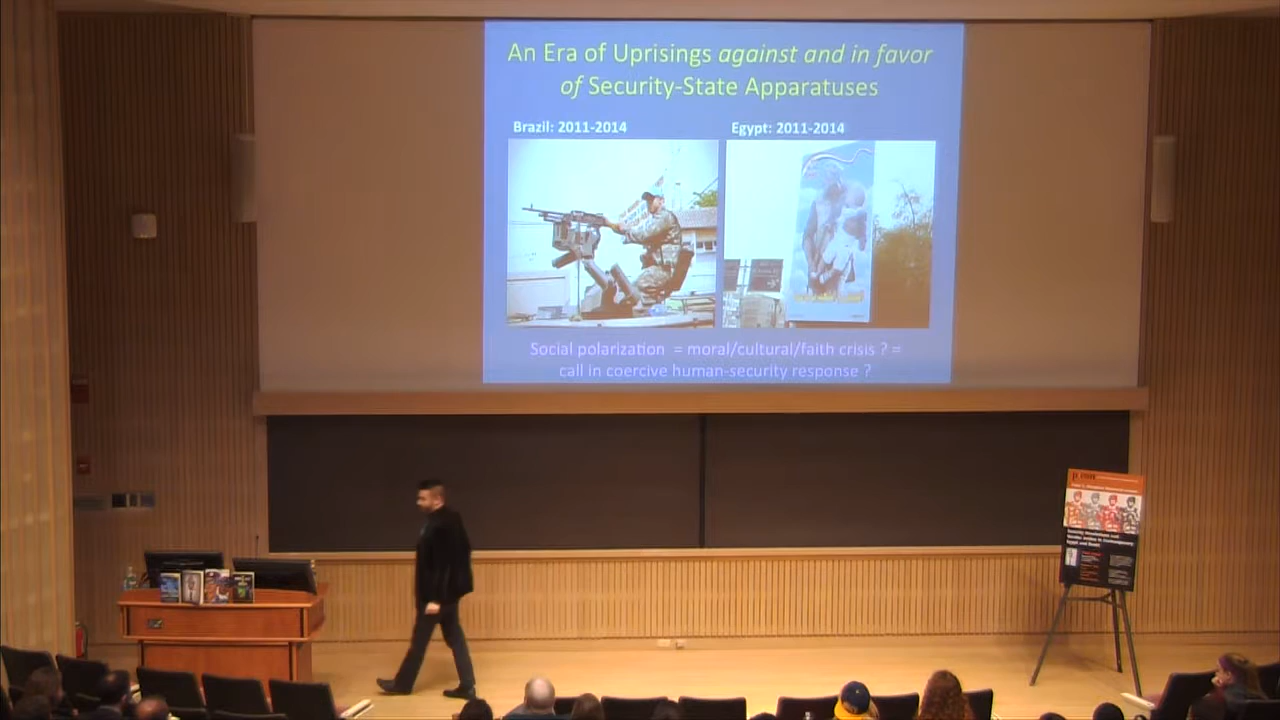 An Era of Uprisings against and in favor
of Security-State Apparatuses
Brazil: 2011-2014
Egypt: 2011-2014
Social polarization = moral/cultural/faith crisis ? =
call in coercive human-security response ?